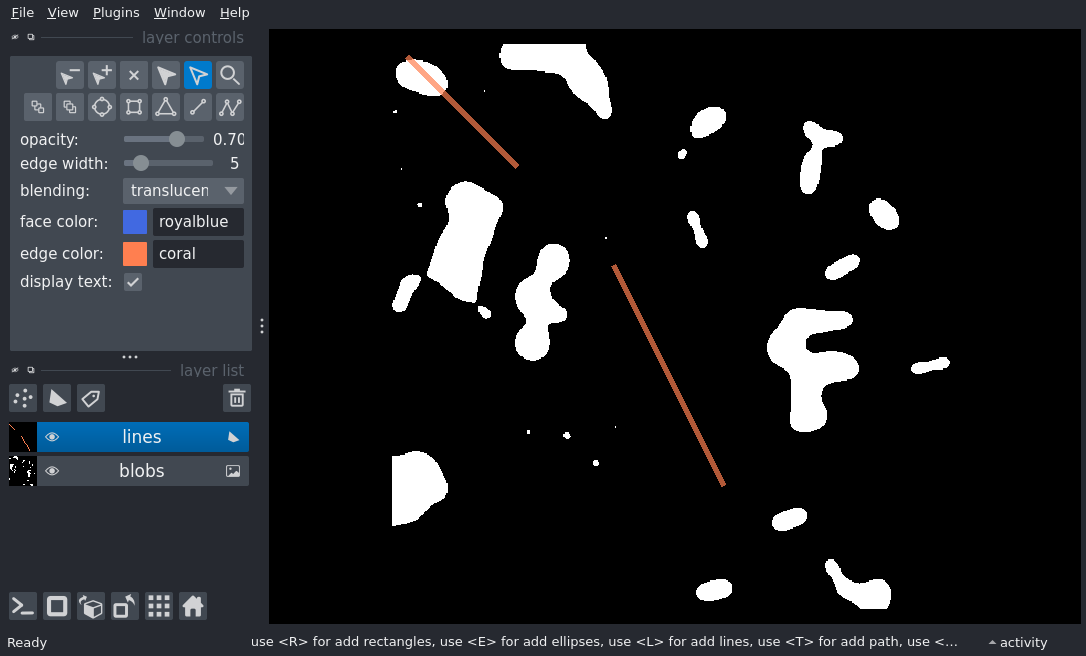 File View Plugins Window Help
layer controls
opacity: 0.70
edge width: 5
blending: translucen
face color: royalblue
edge color: coral
display text:
layer list
lines
blobs
Ready use <R> for add rectangles, use <E> for add ellipses, use <L> for add lines, use <T> for add path, use <... activity